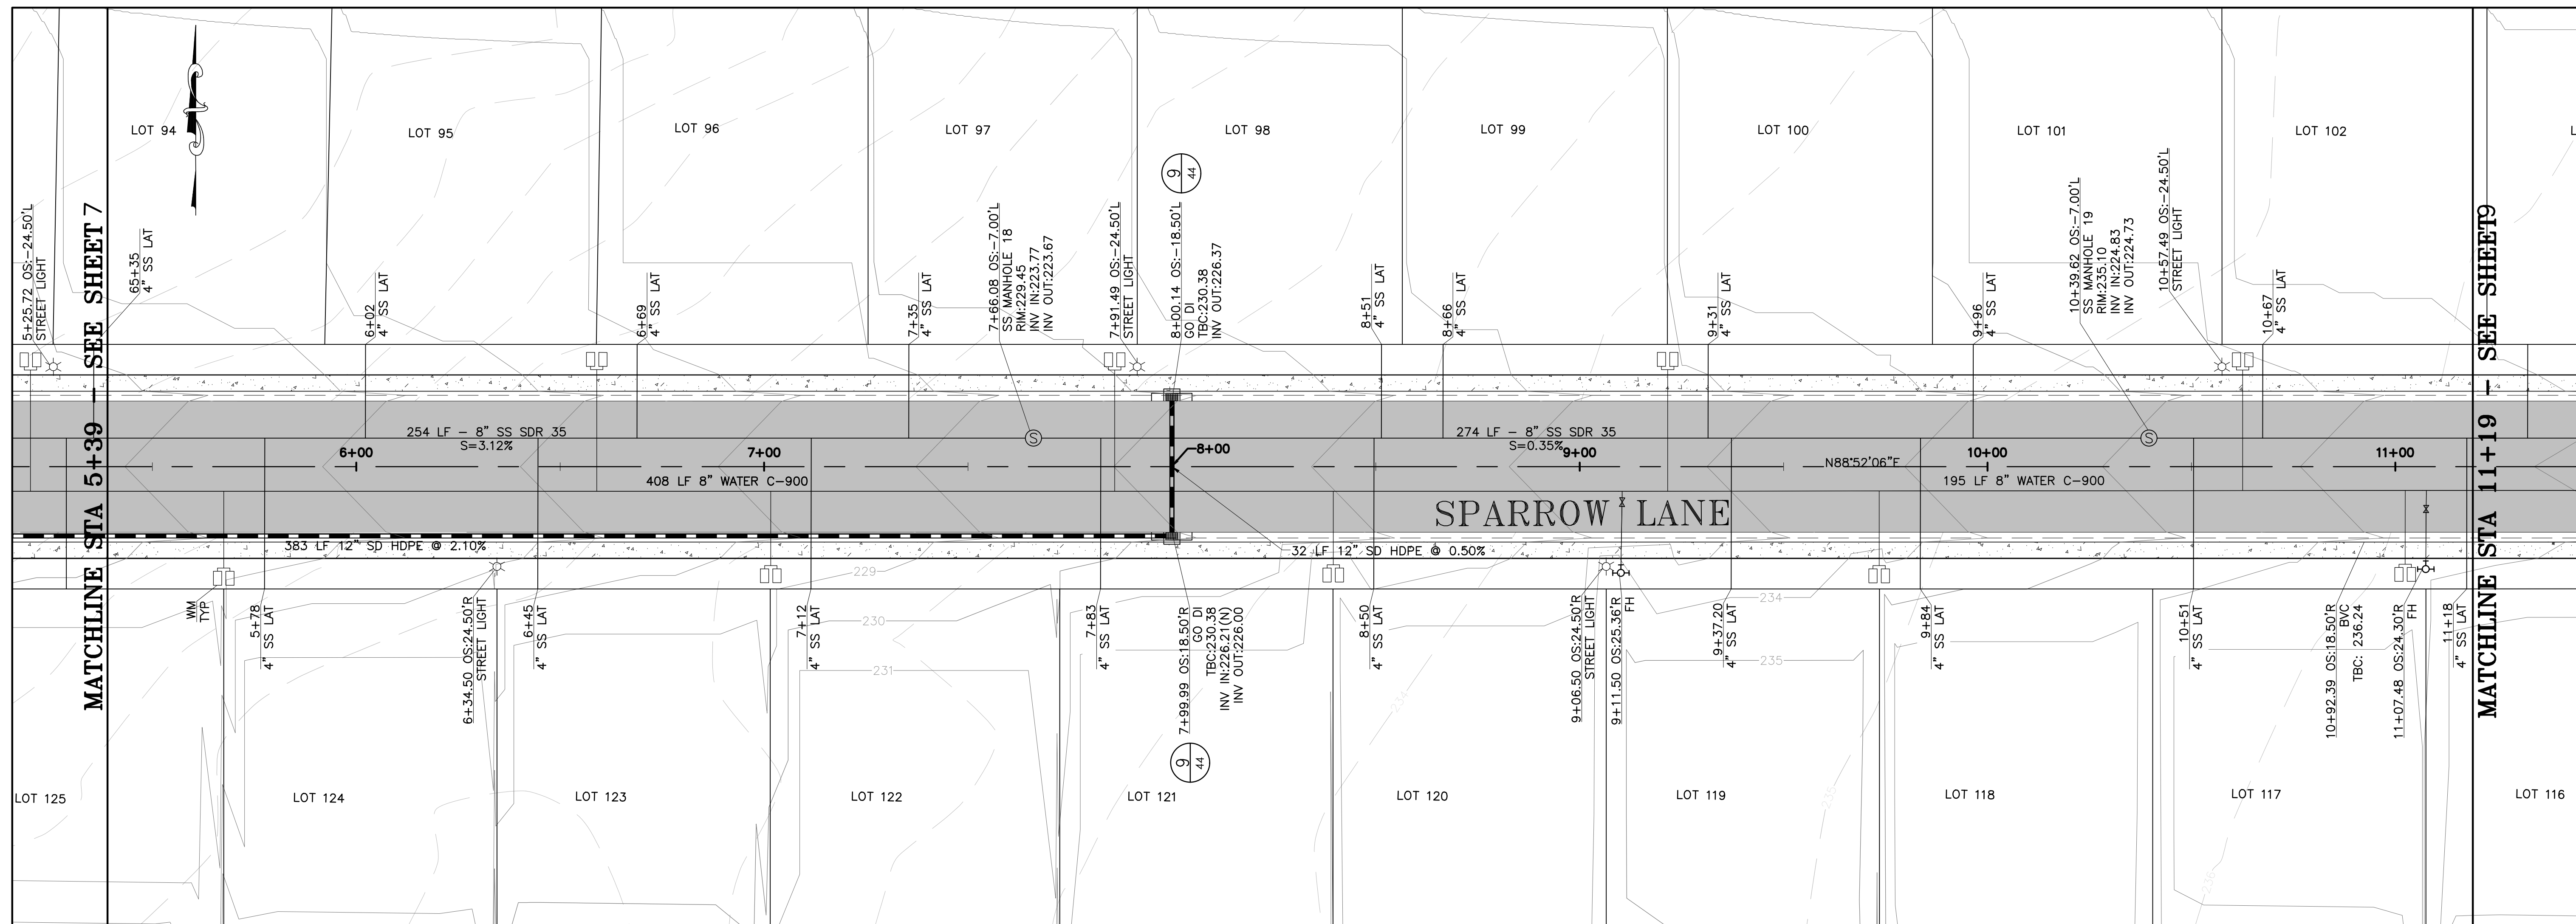 MATCHLINE STA 5+39 - SEE SHEET 7
LOT 94
LOT 95
LOT 96
LOT 97
LOT 98
LOT 99
LOT 100
LOT 101
LOT 102
5+25.72 OS:-24.50'L
STREET LIGHT
65+35
4" SS LAT
6+02
4" SS LAT
6+69
4" SS LAT
7+35
4" SS LAT
7+66.08 OS:-7.00'L
SS MANHOLE 18
RIM:229.45
INV IN:223.77
INV OUT:223.67
7+91.49 OS:-24.50'L
STREET LIGHT
9
44
8+00.14 OS:-18.50'L
GO DI
TBC:230.38
INV OUT:226.37
8+51
4" SS LAT
8+66
4" SS LAT
9+31
4" SS LAT
9+96
4" SS LAT
10+39.62 OS:-7.00'L
SS MANHOLE 19
RIM:235.10
INV IN:224.83
INV OUT:224.73
10+57.49 OS:-24.50'L
STREET LIGHT
10+67
4" SS LAT
MATCHLINE STA 11+19 - SEE SHEET9
254 LF - 8" SS SDR 35
S=3.12%
274 LF - 8" SS SDR 35
S=0.35%
S
S
6+00
7+00
8+00
9+00
10+00
11+00
N88°52'06"E
408 LF 8" WATER C-900
195 LF 8" WATER C-900
SPARROW LANE
383 LF 12" SD HDPE @ 2.10%
32 LF 12" SD HDPE @ 0.50%
229
230
231
234
235
234
235
236
WM
TYP
5+78
4" SS LAT
6+34.50 OS:24.50'R
STREET LIGHT
6+45
4" SS LAT
7+12
4" SS LAT
7+83
4" SS LAT
7+99.99 OS:18.50'R
GO DI
TBC:230.38
INV IN:226.21(N)
INV OUT:226.00
9
44
8+50
4" SS LAT
9+06.50 OS:24.50'R
STREET LIGHT
9+11.50 OS:25.36'R
FH
9+37.20
4" SS LAT
9+84
4" SS LAT
10+51
4" SS LAT
10+92.39 OS:18.50'R
BVC
TBC: 236.24
11+07.48 OS:24.30'R
FH
11+18
4" SS LAT
LOT 125
LOT 124
LOT 123
LOT 122
LOT 121
LOT 120
LOT 119
LOT 118
LOT 117
LOT 116